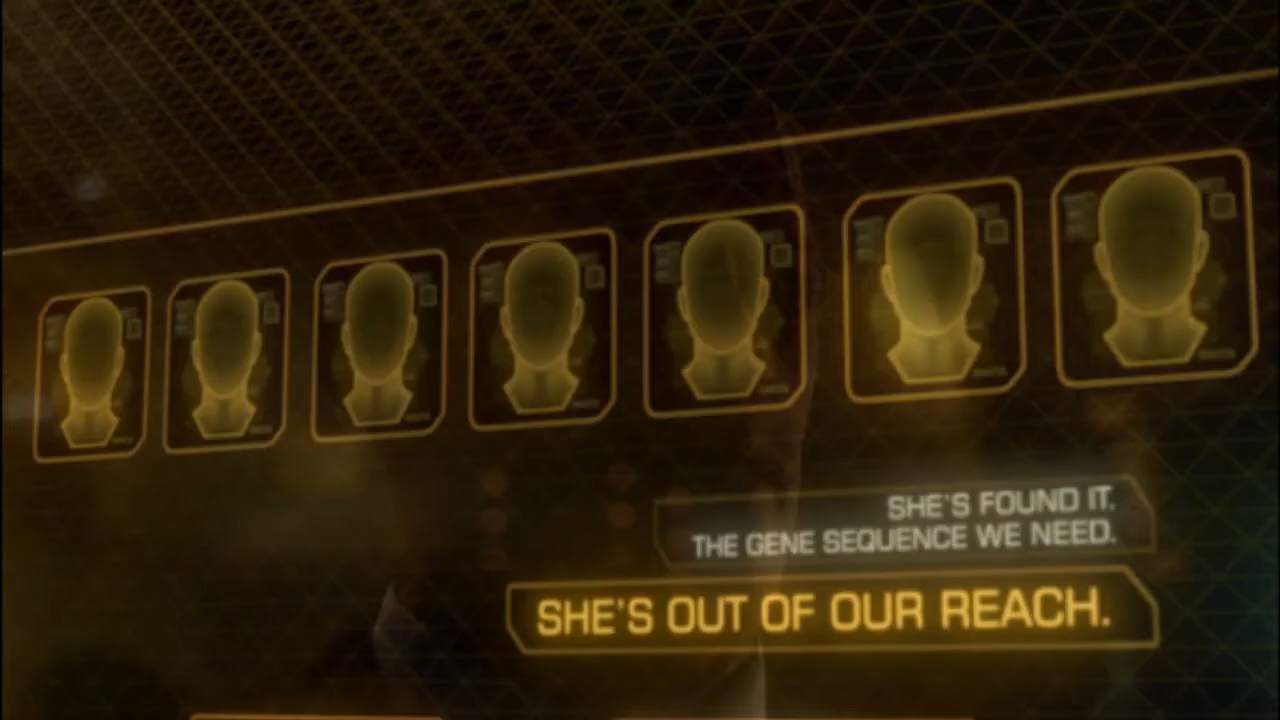 SHE'S FOUND IT.
THE GENE SEQUENCE WE NEED.
SHE'S OUT OF OUR REACH.